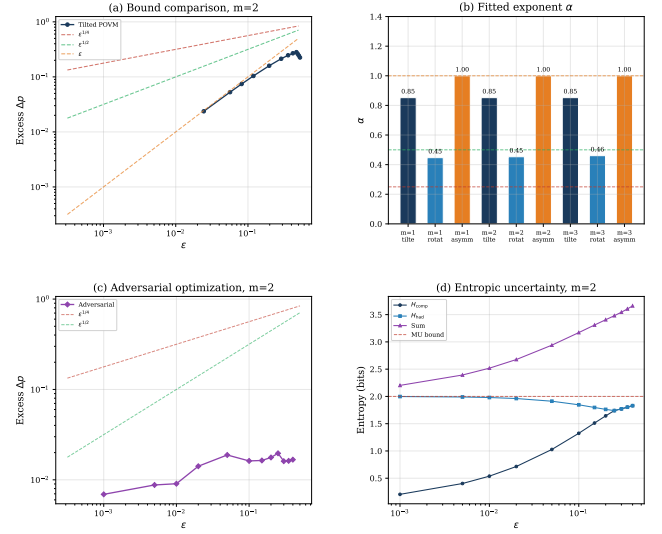 (a) Bound comparison, m=2
10⁰
10⁻¹
10⁻²
10⁻³
Excess Δp
Tilted POVM
ε^1/4
ε^1/2
ε
10⁻³
10⁻²
10⁻¹
ε
(b) Fitted exponent α
1.4
1.2
1.0
0.8
0.6
0.4
0.2
0.0
α
0.85
0.45
1.00
0.85
0.45
1.00
0.85
0.46
1.00
m=1 tilte
m=1 rotat
m=1 asymm
m=2 tilte
m=2 rotat
m=2 asymm
m=3 tilte
m=3 rotat
m=3 asymm
(c) Adversarial optimization, m=2
10⁰
10⁻¹
10⁻²
Excess Δp
Adversarial
ε^1/4
ε^1/2
10⁻³
10⁻²
10⁻¹
ε
(d) Entropic uncertainty, m=2
3.5
3.0
2.5
2.0
1.5
1.0
0.5
Entropy (bits)
H_comp
H_had
Sum
MU bound
10⁻³
10⁻²
10⁻¹
ε